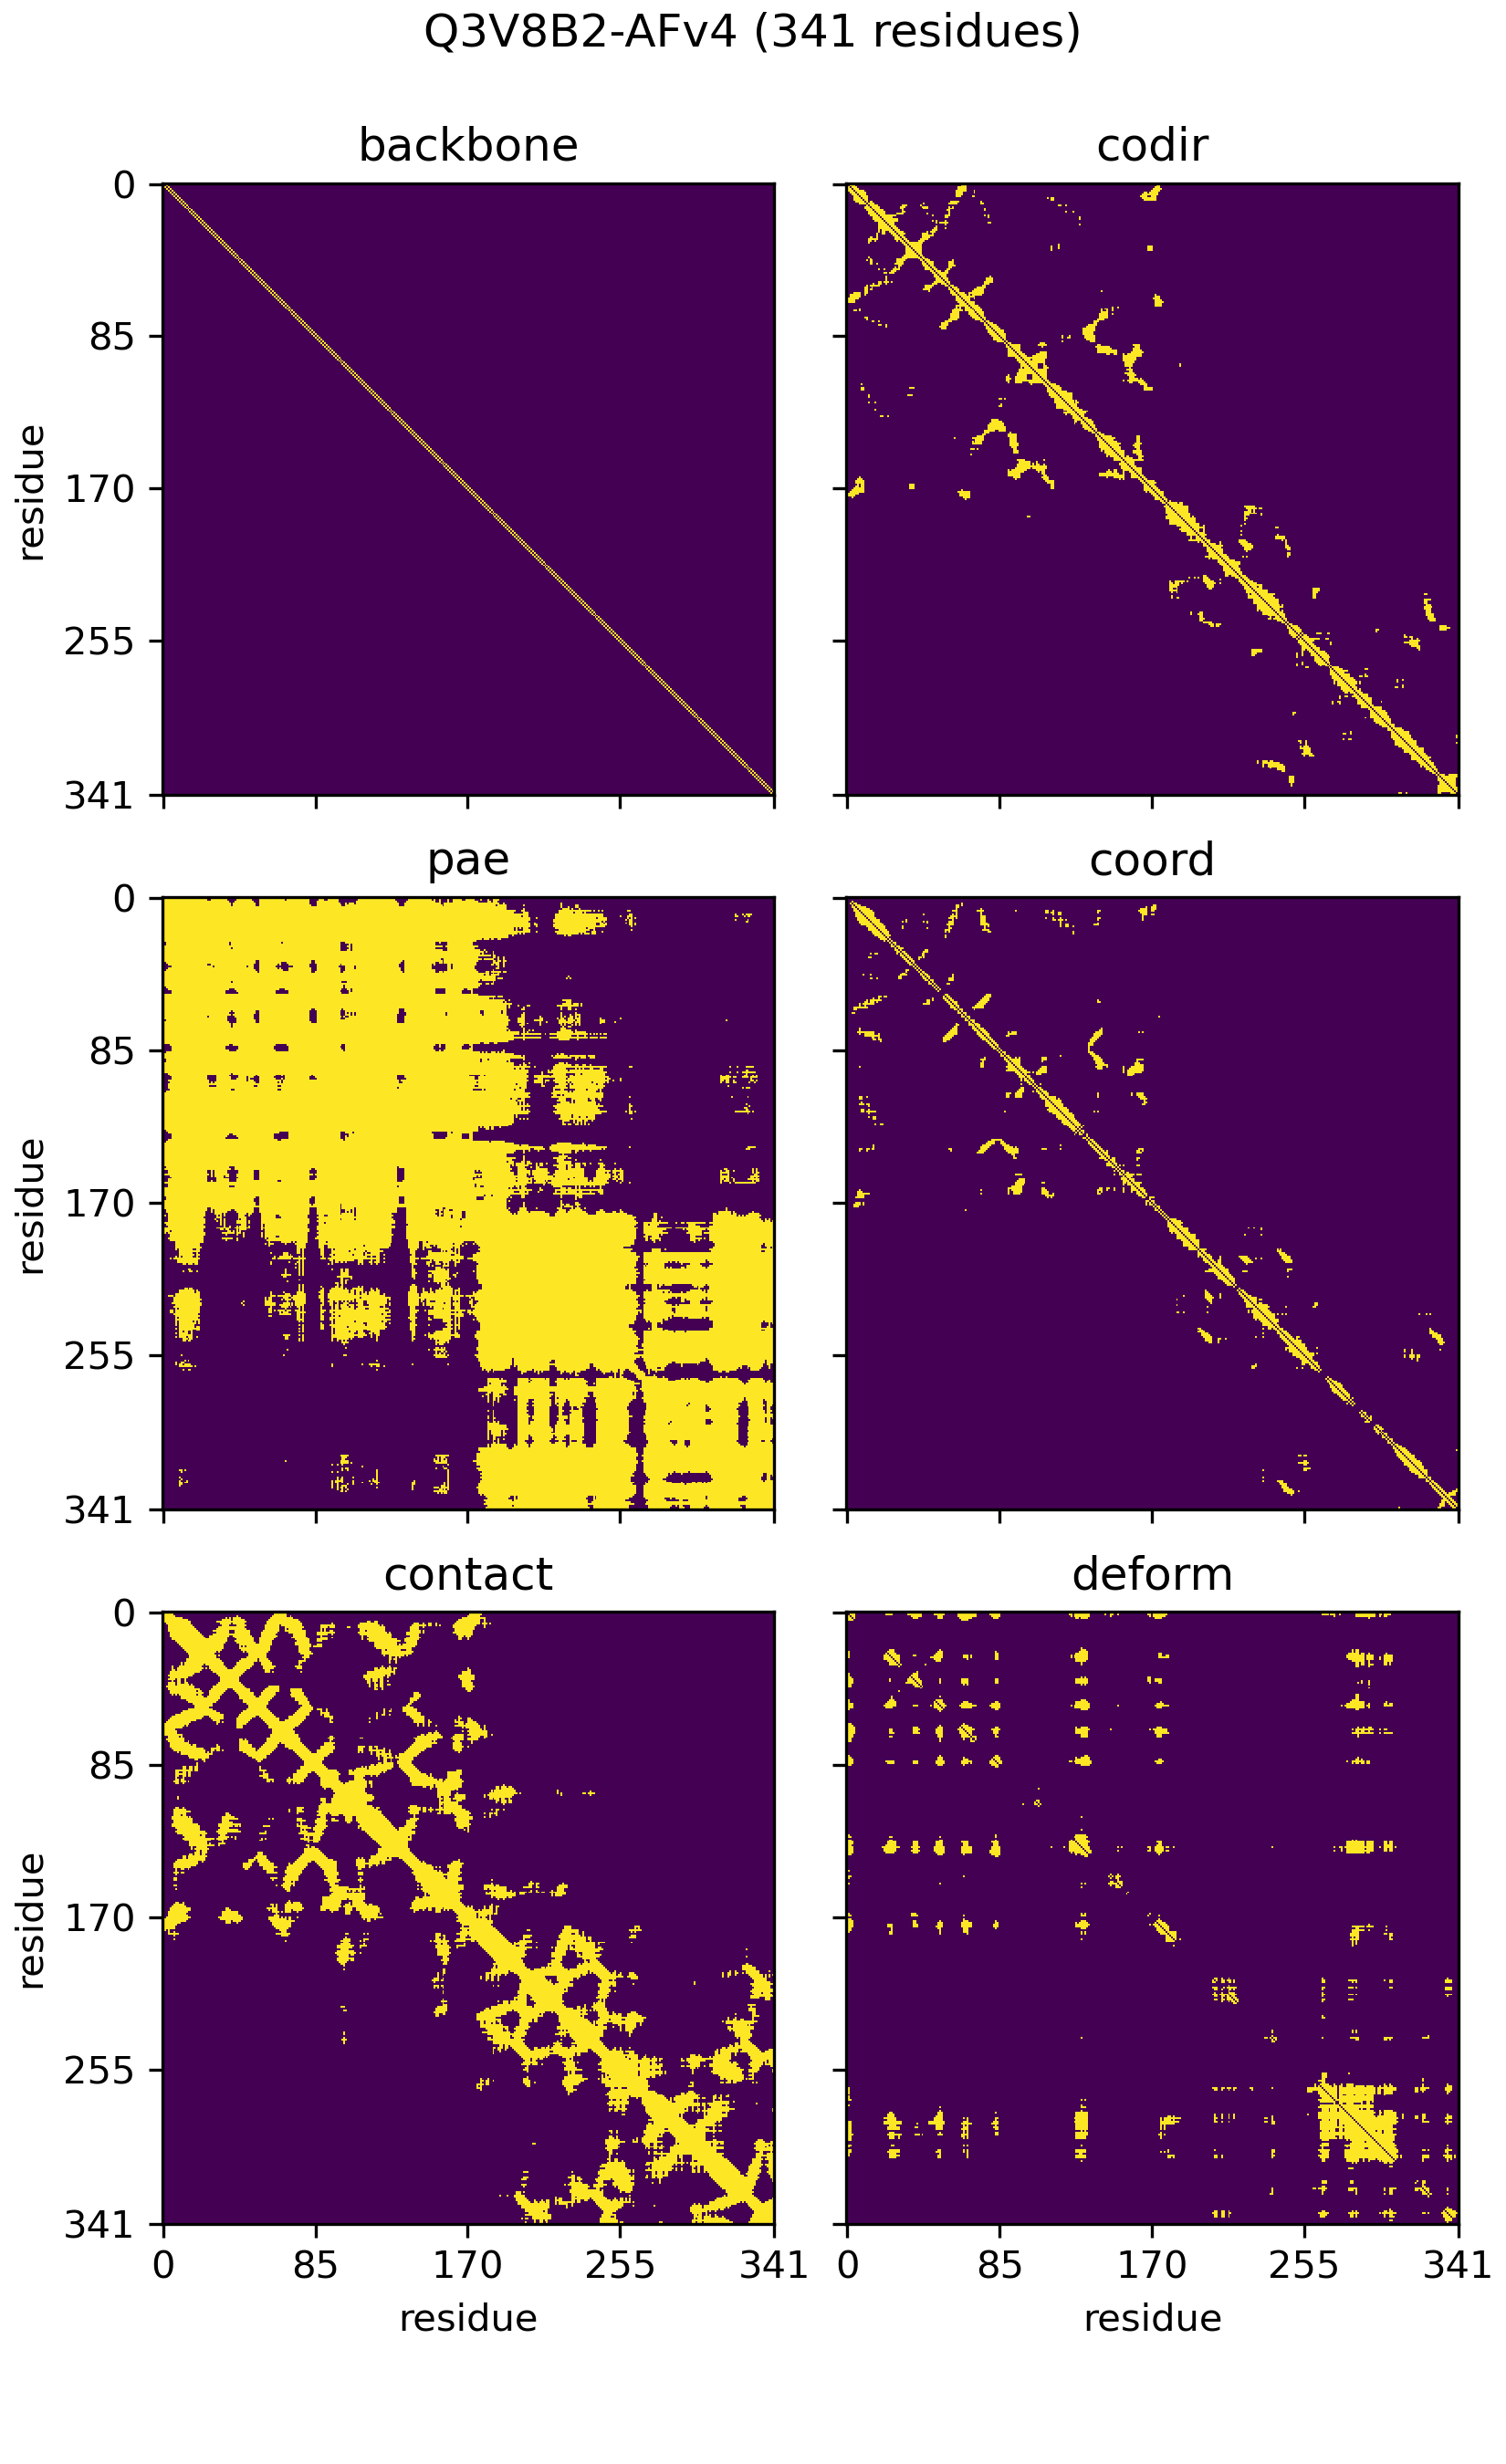 Q3V8B2-AFv4 (341 residues)
backbone
codir
0
85
170
255
341
residue
pae
coord
0
85
170
255
341
residue
contact
deform
0
85
170
255
341
residue
0 85 170 255 341
0 85 170 255 341
residue
residue